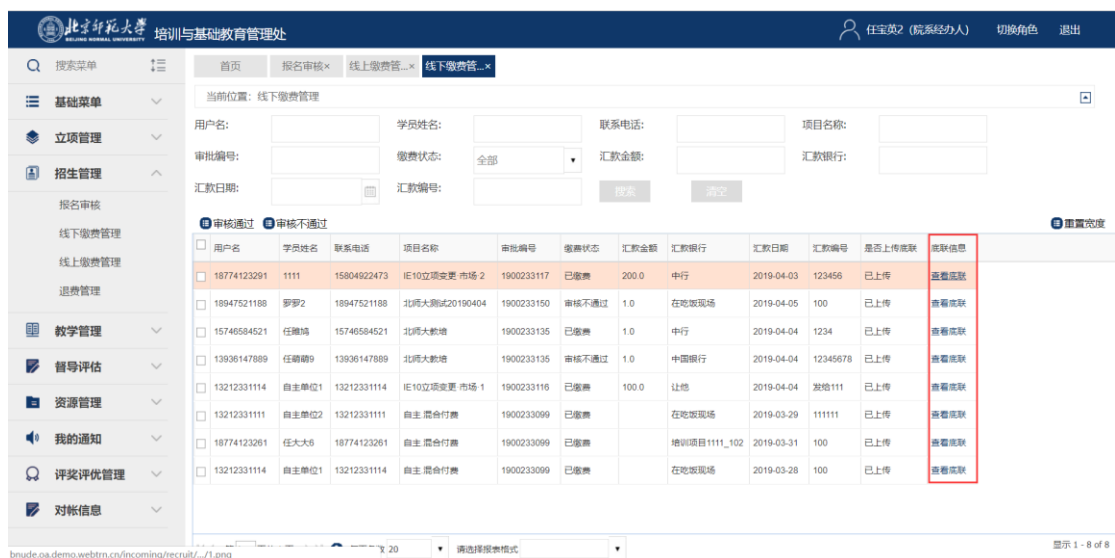 北京师范大学 培训与基础教育管理处 任宝英2 (院系经办人) 切换角色 退出
BEIJING NORMAL UNIVERSITY
搜索菜单 首页 报名审核× 线上缴费管...× 线下缴费管...×
基础菜单
立项管理
招生管理
报名审核
线下缴费管理
线上缴费管理
退费管理
教学管理
督导评估
资源管理
我的通知
评奖评优管理
对帐信息
当前位置: 线下缴费管理
用户名: 学员姓名: 联系电话: 项目名称:
审批编号: 缴费状态: 全部 汇款金额: 汇款银行:
汇款日期: 汇款编号: 搜索 清空
审核通过 审核不通过 重置宽度
用户名 学员姓名 联系电话 项目名称 审批编号 缴费状态 汇款金额 汇款银行 汇款日期 汇款编号 是否上传底联 底联信息
18774123291 1111 15804922473 IE10立项变更 市场-2 1900233117 已缴费 200.0 中行 2019-04-03 123456 已上传 查看底联
18947521188 罗罗2 18947521188 北师大测试20190404 1900233150 审核不通过 1.0 在吃饭现场 2019-04-05 100 已上传 查看底联
15746584521 15746584521 北师大教培 1900233135 已缴费 1.0 中行 2019-04-04 1234 已上传 查看底联
13936147889 任萌萌9 13936147889 北师大教培 1900233135 审核不通过 1.0 中国银行 2019-04-04 12345678 已上传 查看底联
13212331114 自主单位1 13212331114 IE10立项变更 市场-1 1900233116 已缴费 100.0 让他 2019-04-04 发给111 已上传 查看底联
13212331111 自主单位2 13212331111 自主 混合付费 1900233099 已缴费 在吃饭现场 2019-03-29 111111 已上传 查看底联
18774123261 任大大6 18774123261 自主 混合付费 1900233099 已缴费 培训项目1111_102 2019-03-31 100 已上传 查看底联
13212331114 自主单位1 13212331114 自主 混合付费 1900233099 已缴费 在吃饭现场 2019-03-28 100 已上传 查看底联
20 请选择报表格式 显示 1 - 8 of 8
bnude.oa.demo.webtrn.cn/incoming/recruit/.../1.png